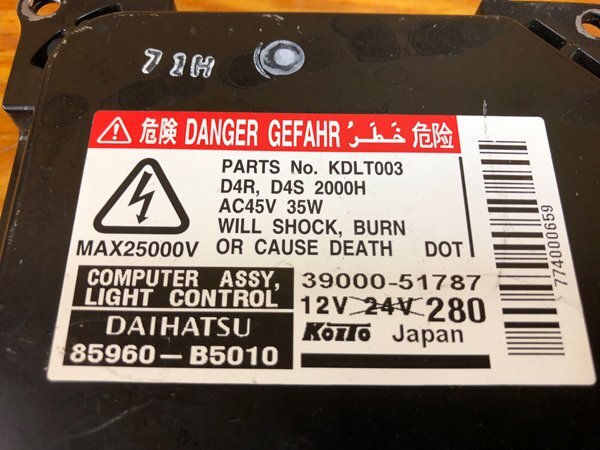 71H
危険 DANGER GEFAHR خَطَرْ 危险
PARTS No. KDLT003
D4R, D4S 2000H
AC45V 35W
WILL SHOCK, BURN
OR CAUSE DEATH DOT
MAX25000V
COMPUTER ASSY,
LIGHT CONTROL
DAIHATSU
85960-B5010
39000-51787
12V 24V 280
KOITO Japan
774000659